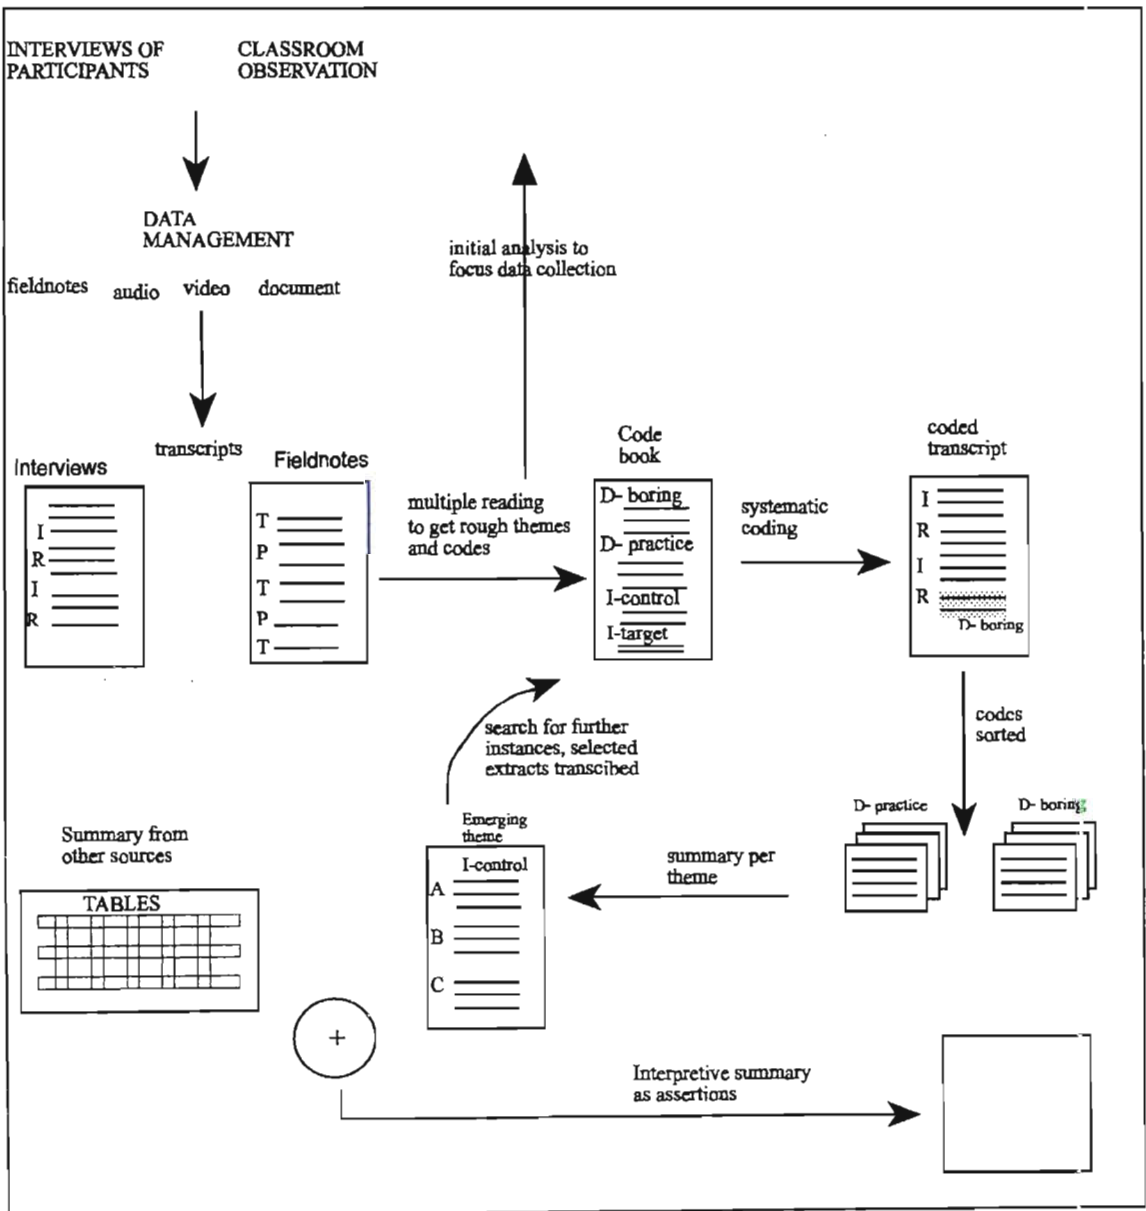 INTERVIEWS OF
PARTICIPANTS
CLASSROOM
OBSERVATION
DATA
MANAGEMENT
fieldnotes audio video document
initial analysis to
focus data collection
transcripts
Interviews
I
R
I
R
Fieldnotes
T
P
T
P
T
multiple reading
to get rough themes
and codes
Code
book
D- boring
D- practice
I-control
I-target
systematic
coding
coded
transcript
I
R
I
R
D- boring
codes
sorted
D- practice
D- boring
summary per
theme
search for further
instances, selected
extracts transcibed
Emerging
theme
I-control
A
B
C
Summary from
other sources
TABLES
+
Interpretive summary
as assertions